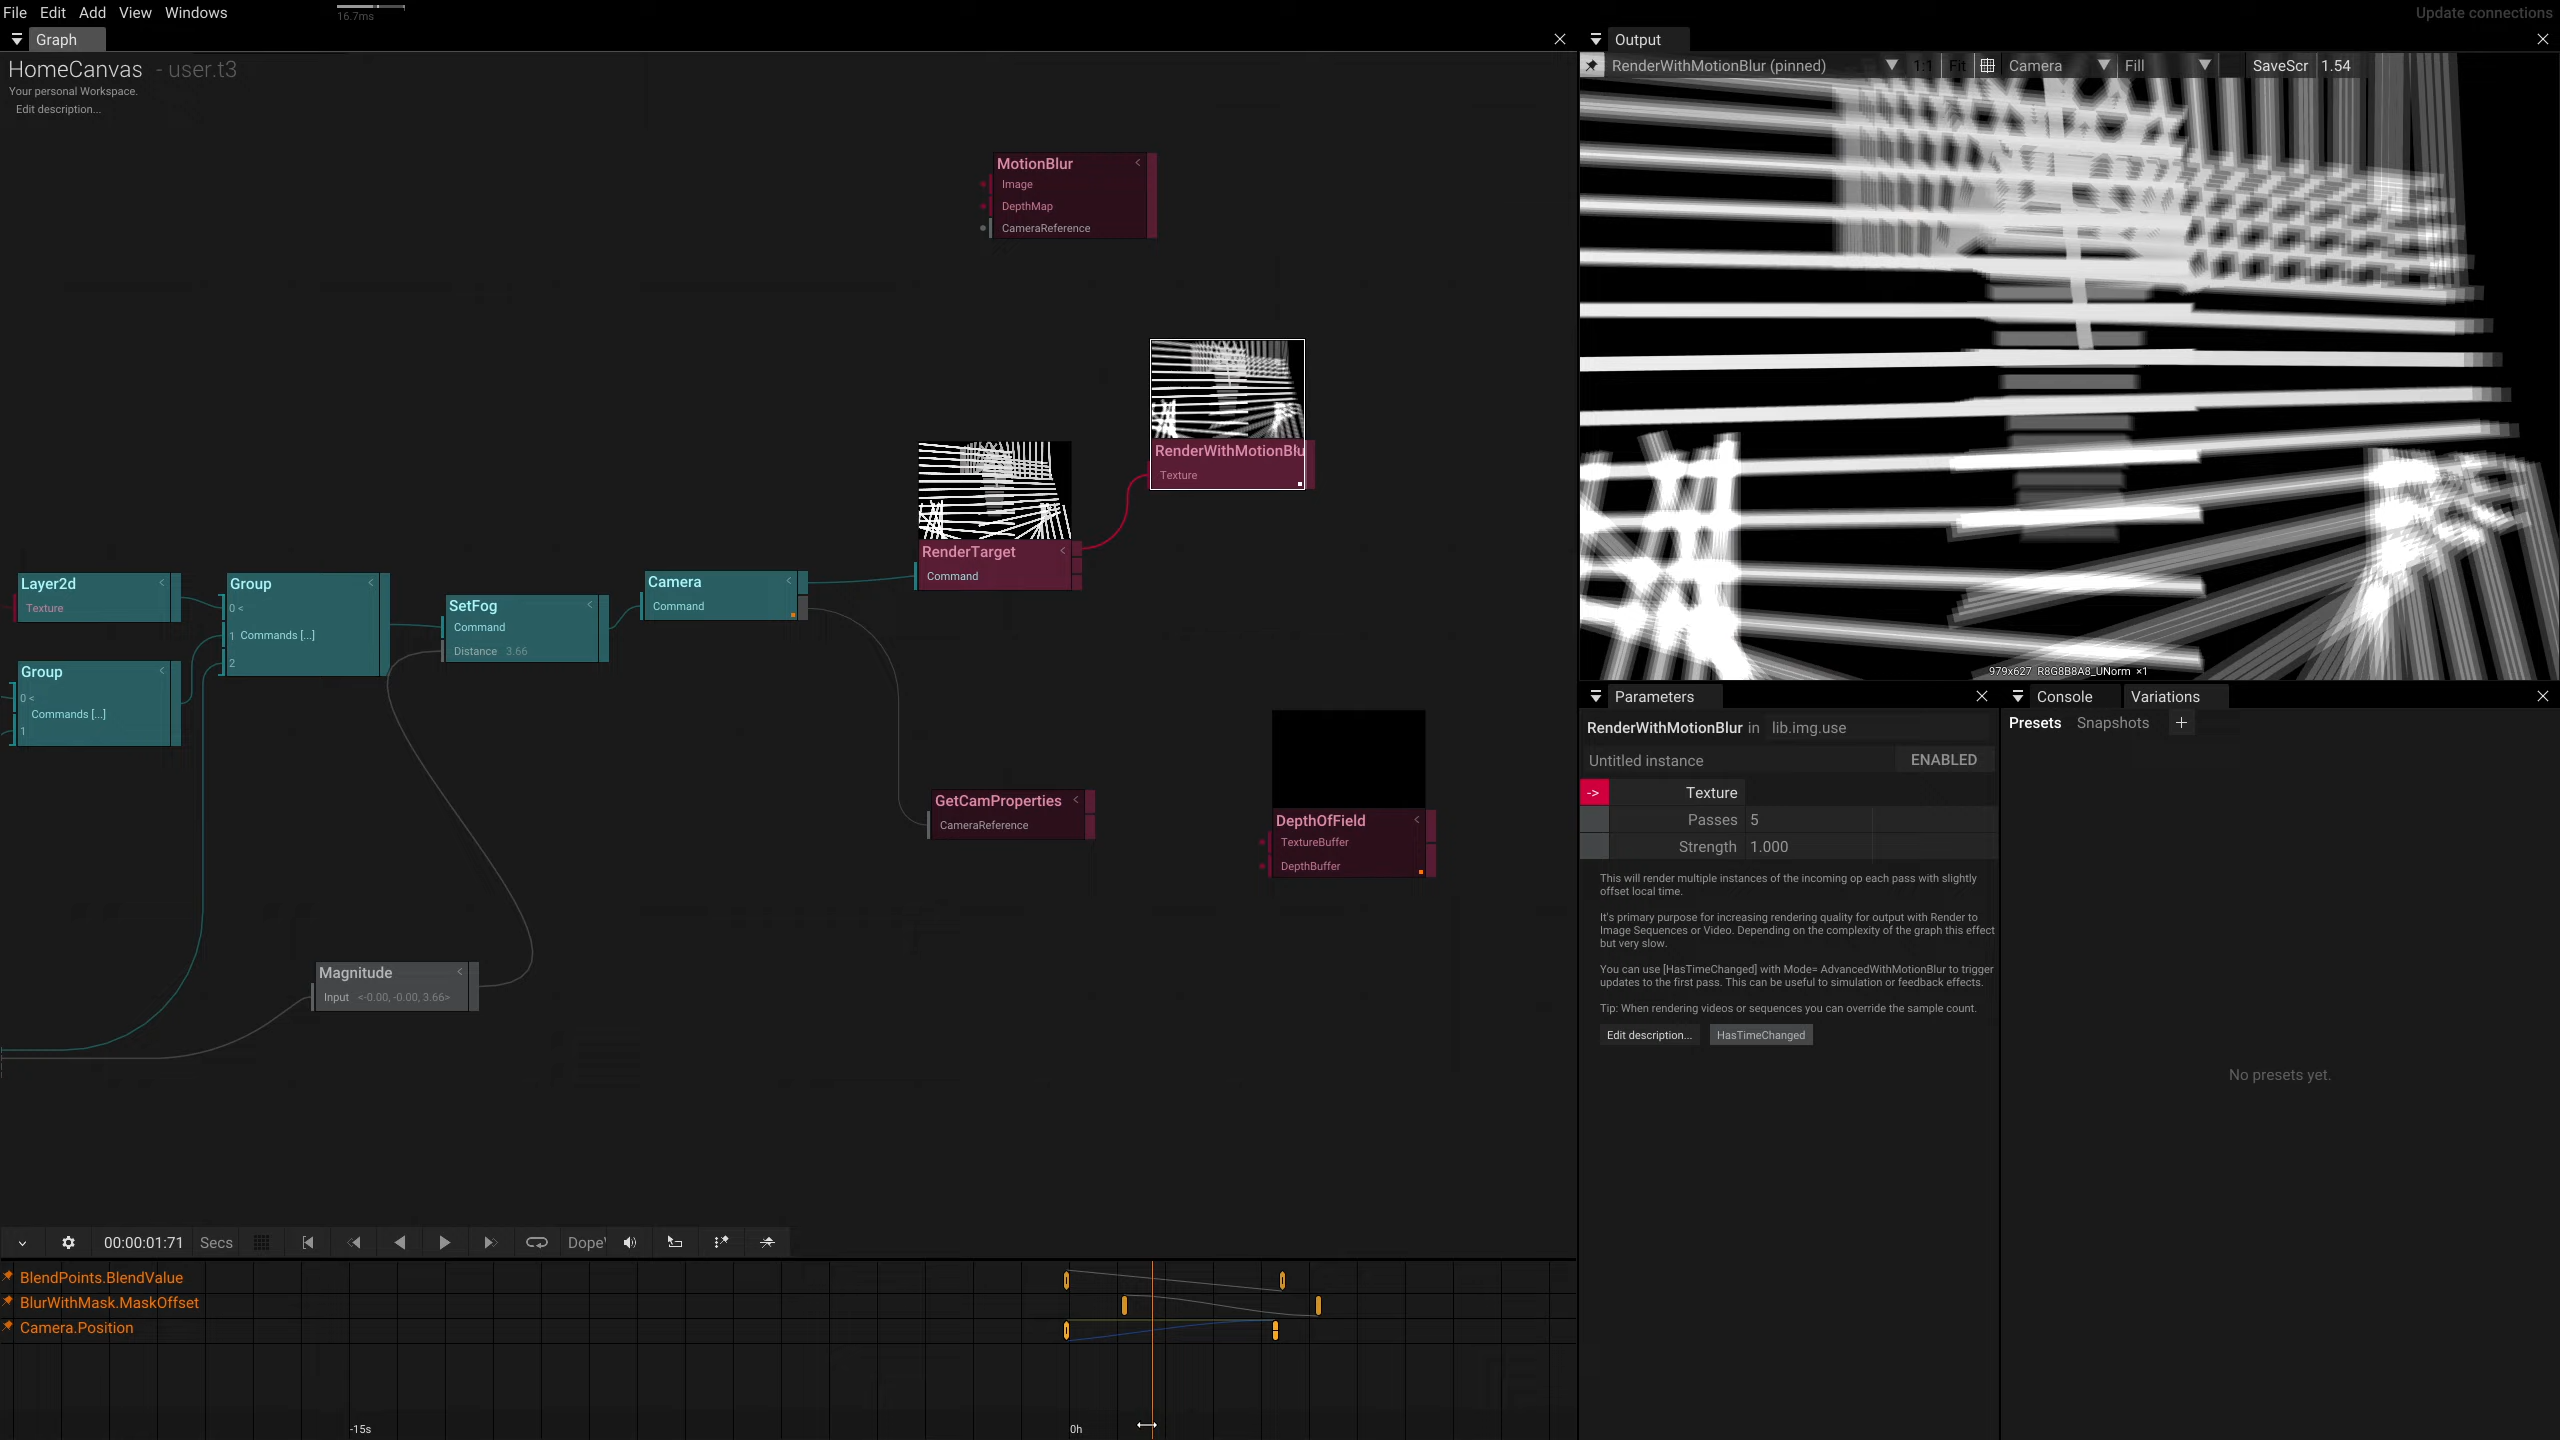 File Edit Add View Windows
16.7ms
Update connections
Graph
HomeCanvas - user.t3
Your personal Workspace.
Edit description...
MotionBlur
Image
DepthMap
CameraReference
RenderWithMotionBlu
Texture
RenderTarget
Command
Layer2d
Texture
Group
0 <
1 Commands [...]
2
SetFog
Command
Distance 3.66
Camera
Command
Group
0 <
Commands [...]
1
GetCamProperties
CameraReference
DepthOfField
TextureBuffer
DepthBuffer
Magnitude
Input <-0.00, -0.00, 3.66>
Output
RenderWithMotionBlur (pinned) 1:1 Fit Camera Fill SaveScr 1.54
979x627 R8G8B8A8_UNorm ×1
Parameters
RenderWithMotionBlur in lib.img.use
Untitled instance ENABLED
-> Texture
Passes 5
Strength 1.000
This will render multiple instances of the incoming op each pass with slightly
offset local time.
It's primary purpose for increasing rendering quality for output with Render to
Image Sequences or Video. Depending on the complexity of the graph this effect
but very slow.
You can use [HasTimeChanged] with Mode= AdvancedWithMotionBlur to trigger
updates to the first pass. This can be useful to simulation or feedback effects.
Tip: When rendering videos or sequences you can override the sample count.
Edit description... HasTimeChanged
Console Variations
Presets Snapshots +
No presets yet.
00:00:01:71 Secs Dope
BlendPoints.BlendValue
BlurWithMask.MaskOffset
Camera.Position
-15s 0h